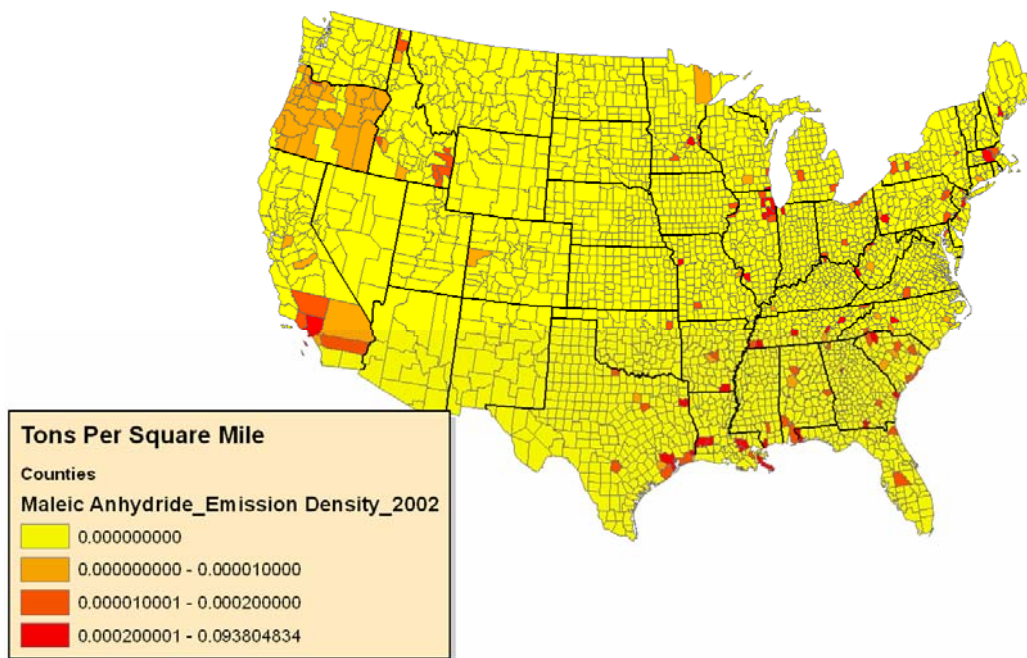 Tons Per Square Mile
Counties
Maleic Anhydride_Emission Density_2002
0.000000000
0.000000000 - 0.000010000
0.000010001 - 0.000200000
0.000200001 - 0.093804834